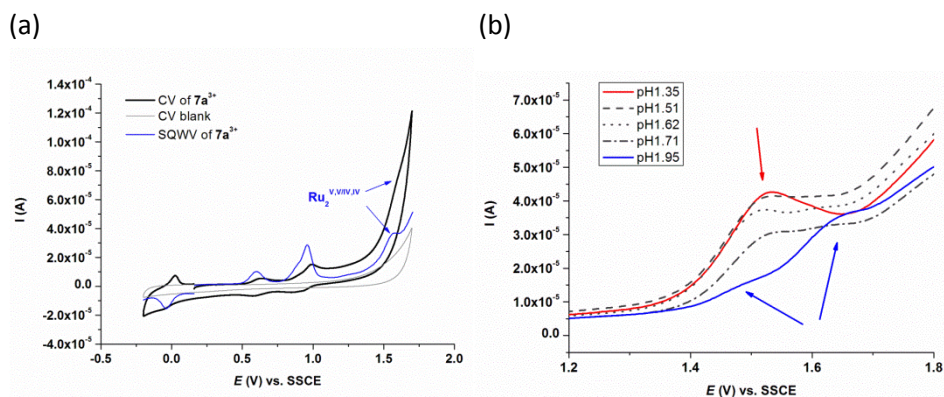 (a)
(b)
1.4x10⁻⁴
1.2x10⁻⁴
1.0x10⁻⁴
8.0x10⁻⁵
6.0x10⁻⁵
4.0x10⁻⁵
2.0x10⁻⁵
0.0
-2.0x10⁻⁵
-4.0x10⁻⁵
I (A)
CV of 7a³⁺
CV blank
SQWV of 7a³⁺
Ru₂ⱽ,ⱽ/ᴵⱽ,ᴵⱽ
-0.5
0.0
0.5
1.0
1.5
2.0
E (V) vs. SSCE
7.0x10⁻⁵
6.0x10⁻⁵
5.0x10⁻⁵
4.0x10⁻⁵
3.0x10⁻⁵
2.0x10⁻⁵
1.0x10⁻⁵
0.0
I (A)
pH1.35
pH1.51
pH1.62
pH1.71
pH1.95
1.2
1.4
1.6
1.8
E (V) vs. SSCE